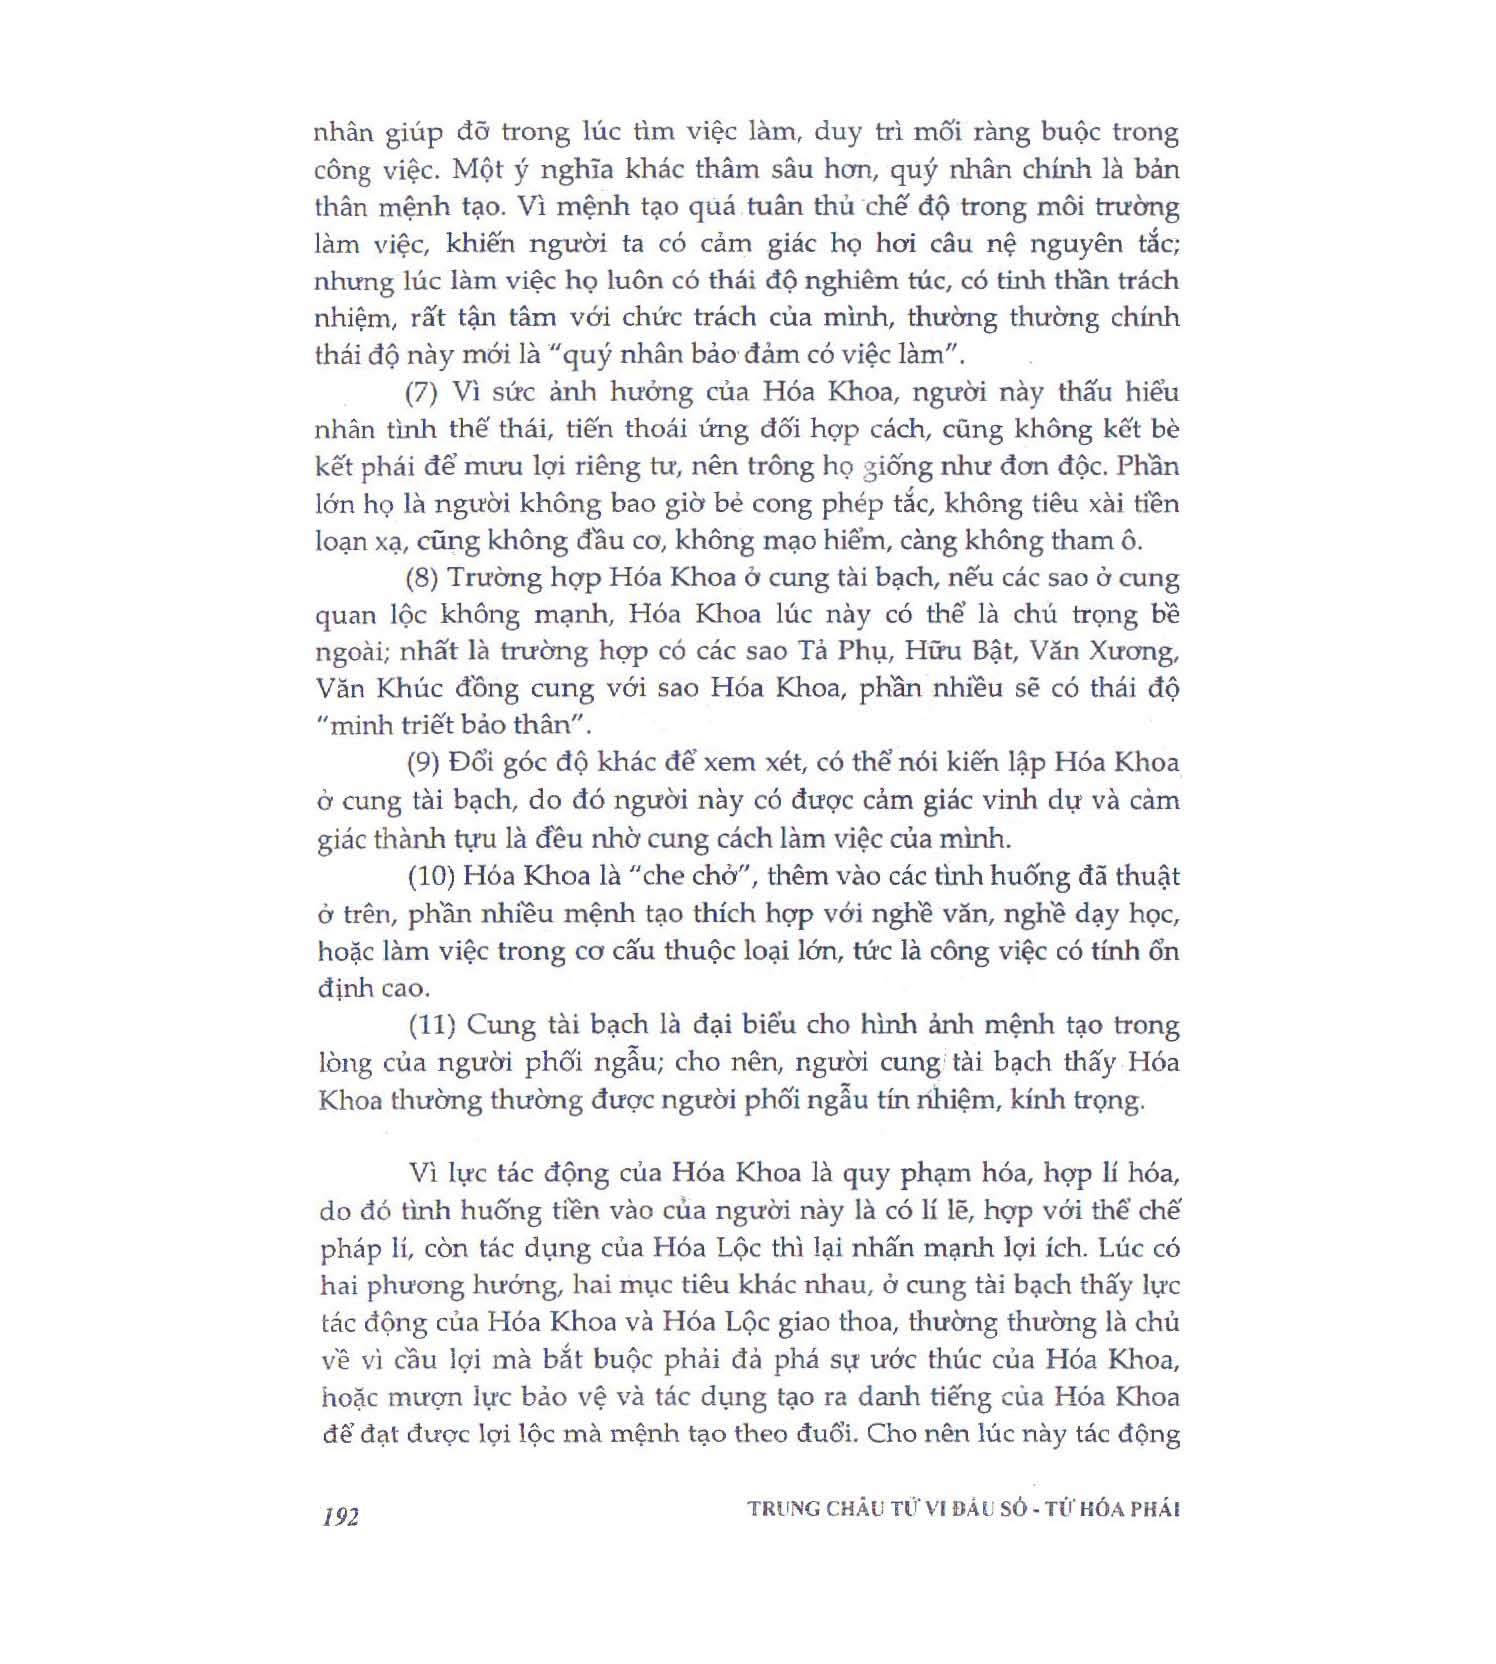 nhân giúp đỡ trong lúc tìm việc làm, duy trì mối ràng buộc trong
công việc. Một ý nghĩa khác thâm sâu hơn, quý nhân chính là bản
thân mệnh tạo. Vì mệnh tạo quá tuân thủ chế độ trong môi trường
làm việc, khiến người ta có cảm giác họ hơi câu nệ nguyên tắc;
nhưng lúc làm việc họ luôn có thái độ nghiêm túc, có tinh thần trách
nhiệm, rất tận tâm với chức trách của mình, thường thường chính
thái độ này mới là "quý nhân bảo đảm có việc làm".
(7) Vì sức ảnh hưởng của Hóa Khoa, người này thấu hiểu
nhân tình thế thái, tiến thoái ứng đối hợp cách, cũng không kết bè
kết phái để mưu lợi riêng tư, nên trông họ giống như đơn độc. Phần
lớn họ là người không bao giờ bẻ cong phép tắc, không tiêu xài tiền
loạn xạ, cũng không đầu cơ, không mạo hiểm, càng không tham ô.
(8) Trường hợp Hóa Khoa ở cung tài bạch, nếu các sao ở cung
quan lộc không mạnh, Hóa Khoa lúc này có thể là chú trọng bề
ngoài; nhất là trường hợp có các sao Tả Phụ, Hữu Bật, Văn Xương,
Văn Khúc đồng cung với sao Hóa Khoa, phần nhiều sẽ có thái độ
"minh triết bảo thân".
(9) Đổi góc độ khác để xem xét, có thể nói kiến lập Hóa Khoa
ở cung tài bạch, do đó người này có được cảm giác vinh dự và cảm
giác thành tựu là đều nhờ cung cách làm việc của mình.
(10) Hóa Khoa là "che chở", thêm vào các tình huống đã thuật
ở trên, phần nhiều mệnh tạo thích hợp với nghề văn, nghề dạy học,
hoặc làm việc trong cơ cấu thuộc loại lớn, tức là công việc có tính ổn
định cao.
(11) Cung tài bạch là đại biểu cho hình ảnh mệnh tạo trong
lòng của người phối ngẫu; cho nên, người cung tài bạch thấy Hóa
Khoa thường thường được người phối ngẫu tín nhiệm, kính trọng.
Vì lực tác động của Hóa Khoa là quy phạm hóa, hợp lí hóa,
do đó tình huống tiền vào của người này là có lí lẽ, hợp với thể chế
pháp lí, còn tác dụng của Hóa Lộc thì lại nhấn mạnh lợi ích. Lúc có
hai phương hướng, hai mục tiêu khác nhau, ở cung tài bạch thấy lực
tác động của Hóa Khoa và Hóa Lộc giao thoa, thường thường là chủ
về vì cầu lợi mà bắt buộc phải đả phá sự ước thúc của Hóa Khoa,
hoặc mượn lực bảo vệ và tác dụng tạo ra danh tiếng của Hóa Khoa
để đạt được lợi lộc mà mệnh tạo theo đuổi. Cho nên lúc này tác động
192
TRUNG CHÂU TỬ VI ĐẨU SỐ - TỨ HÓA PHÁI